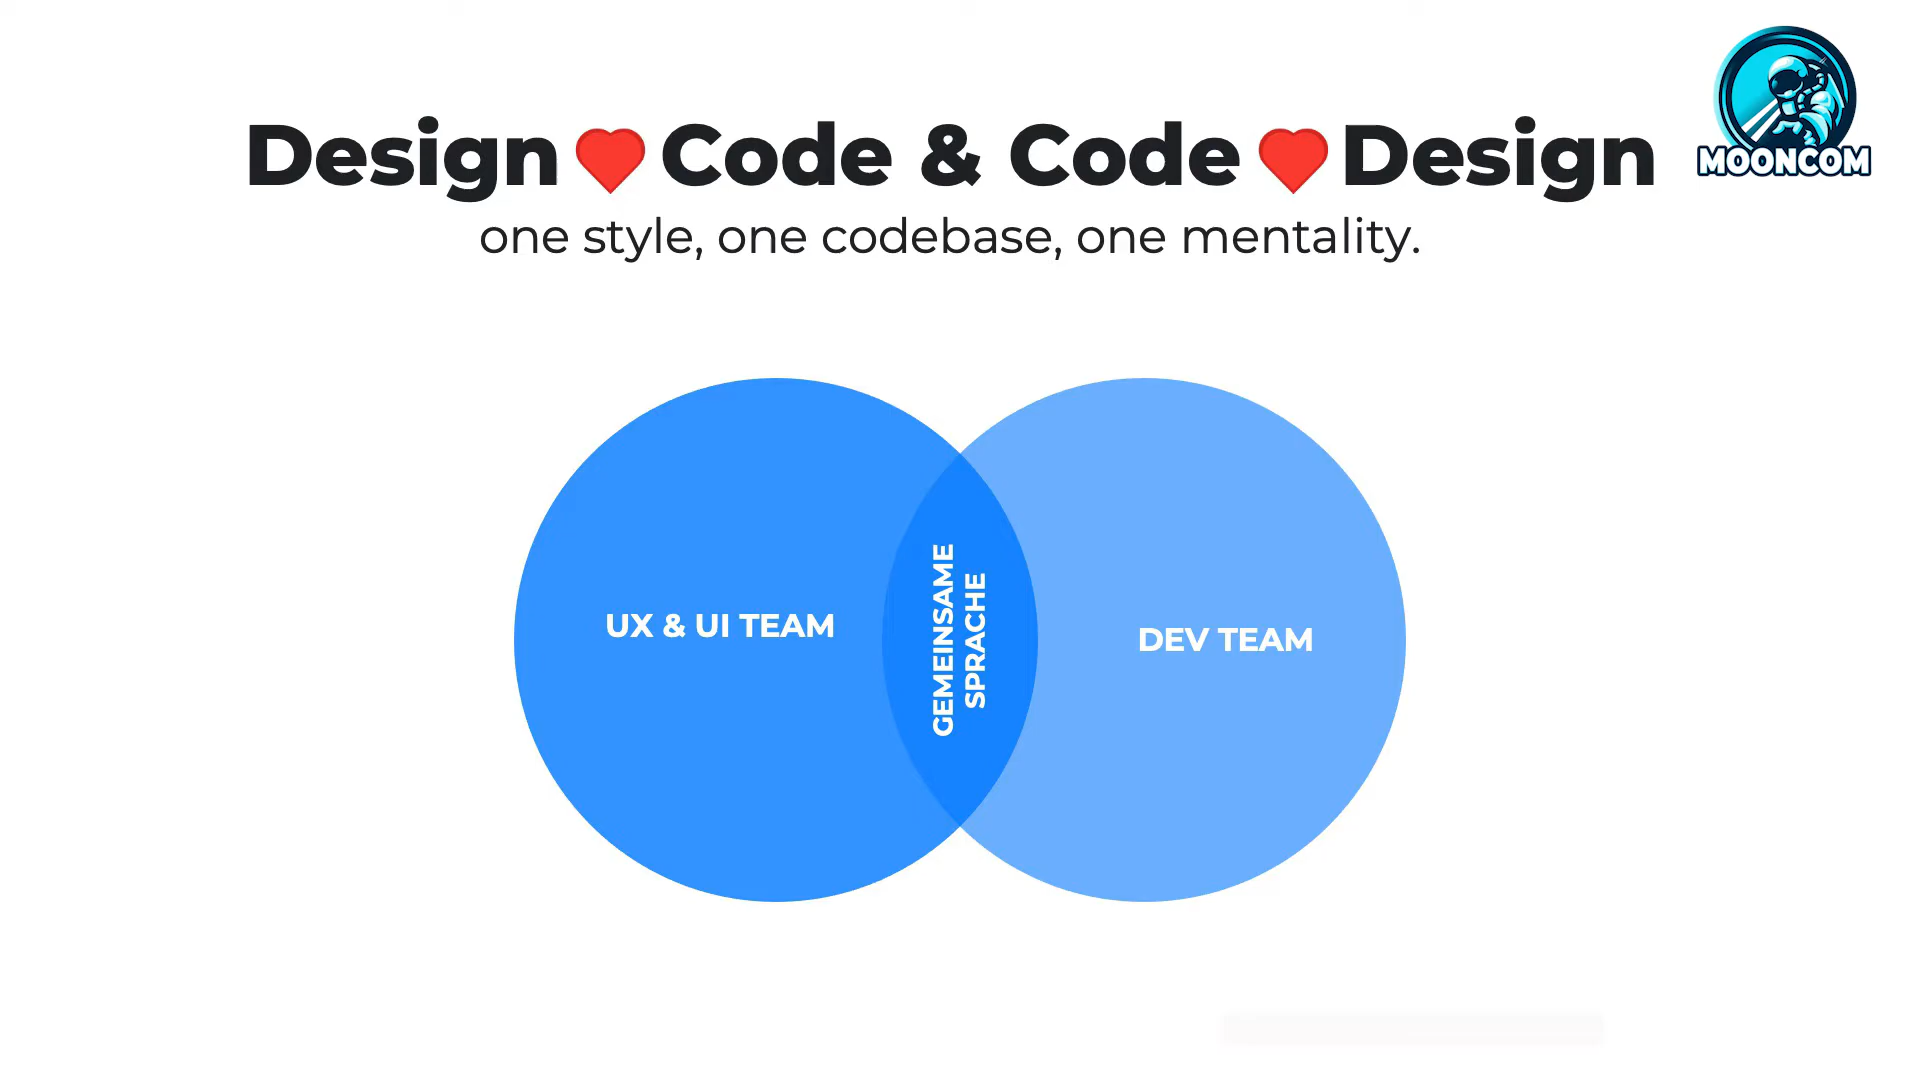 Design ❤ Code & Code ❤ Design
one style, one codebase, one mentality.
MOONCOM
UX & UI TEAM
GEMEINSAME
SPRACHE
DEV TEAM